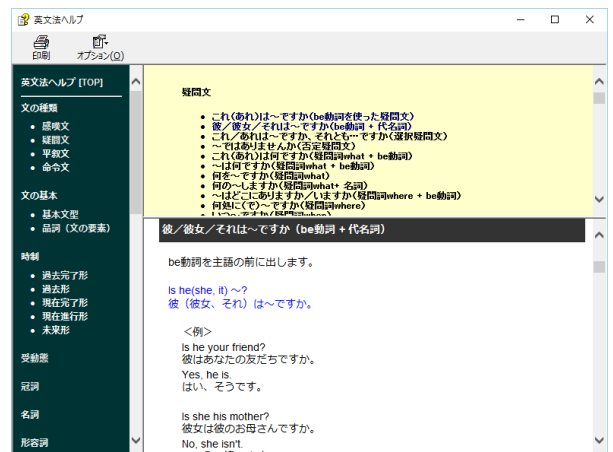 英文法ヘルプ
印刷
オプション(O)
英文法ヘルプ [TOP]
文の種類
感嘆文
疑問文
平叙文
命令文
文の基本
基本文型
品詞（文の要素）
時制
過去完了形
過去形
現在完了形
現在進行形
未来形
受動態
冠詞
名詞
形容詞
疑問文
これ(あれ)は～ですか(be動詞を使った疑問文)
彼／彼女／それは～ですか(be動詞 + 代名詞)
これ／あれは～ですか、それとも…ですか(選択疑問文)
～ではありませんか(否定疑問文)
これ(あれ)は何ですか(疑問詞what + be動詞)
～は何ですか(疑問詞what + be動詞)
何を～ですか(疑問詞what)
何の～しますか(疑問詞what+ 名詞)
～はどこにありますか／いますか(疑問詞where + be動詞)
何処に(で)～ですか(疑問詞where)
いつ～ですか(疑問詞when)
彼／彼女／それは～ですか（be動詞 + 代名詞）
be動詞を主語の前に出します。
Is he(she, it) ～?
彼（彼女、それ）は～ですか。
＜例＞
Is he your friend?
彼はあなたの友だちですか。
Yes, he is.
はい、そうです。
Is she his mother?
彼女は彼のお母さんですか。
No, she isn't.